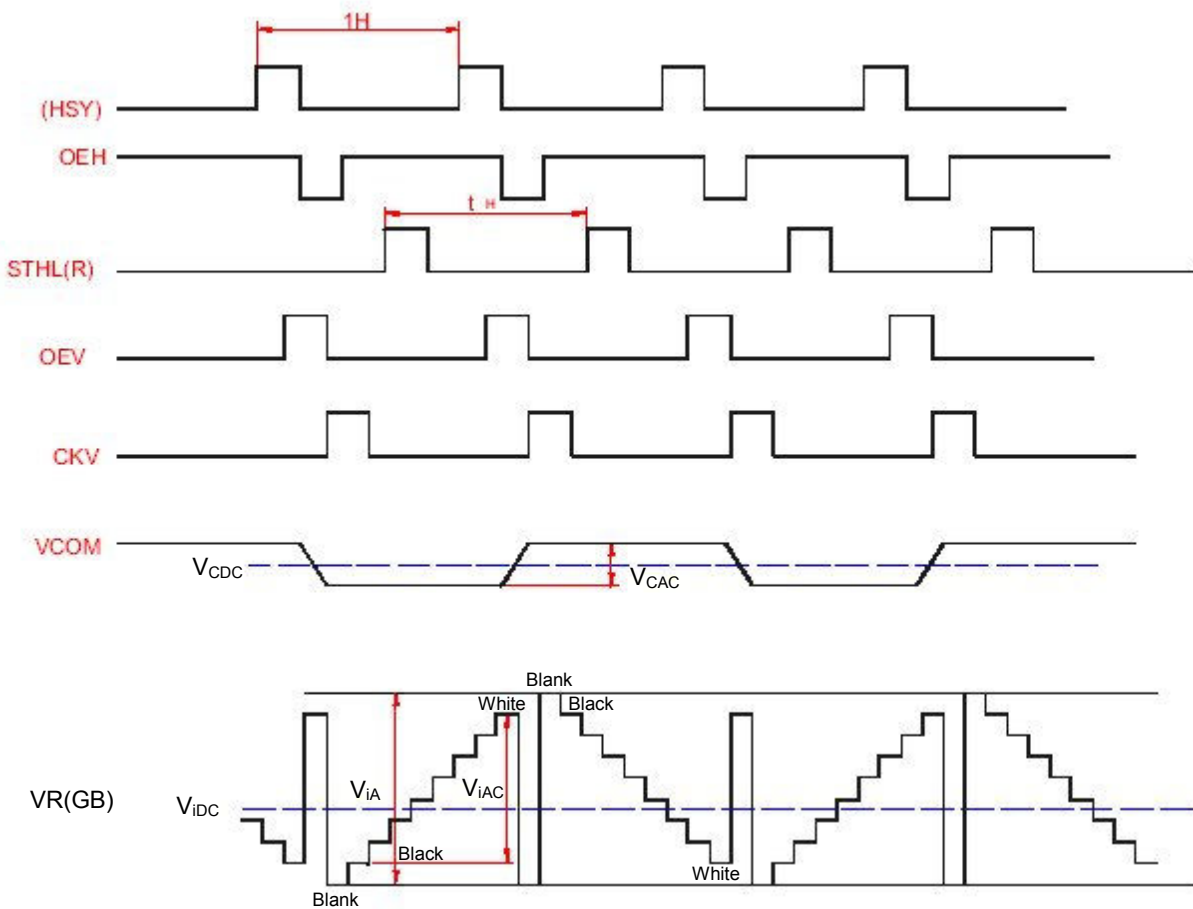 1H
(HSY)
OEH
t H
STHL(R)
OEV
CKV
VCOM
VCDC
VCAC
Blank
White
Black
VR(GB)
ViDC
ViA
ViAC
Black
White
Blank